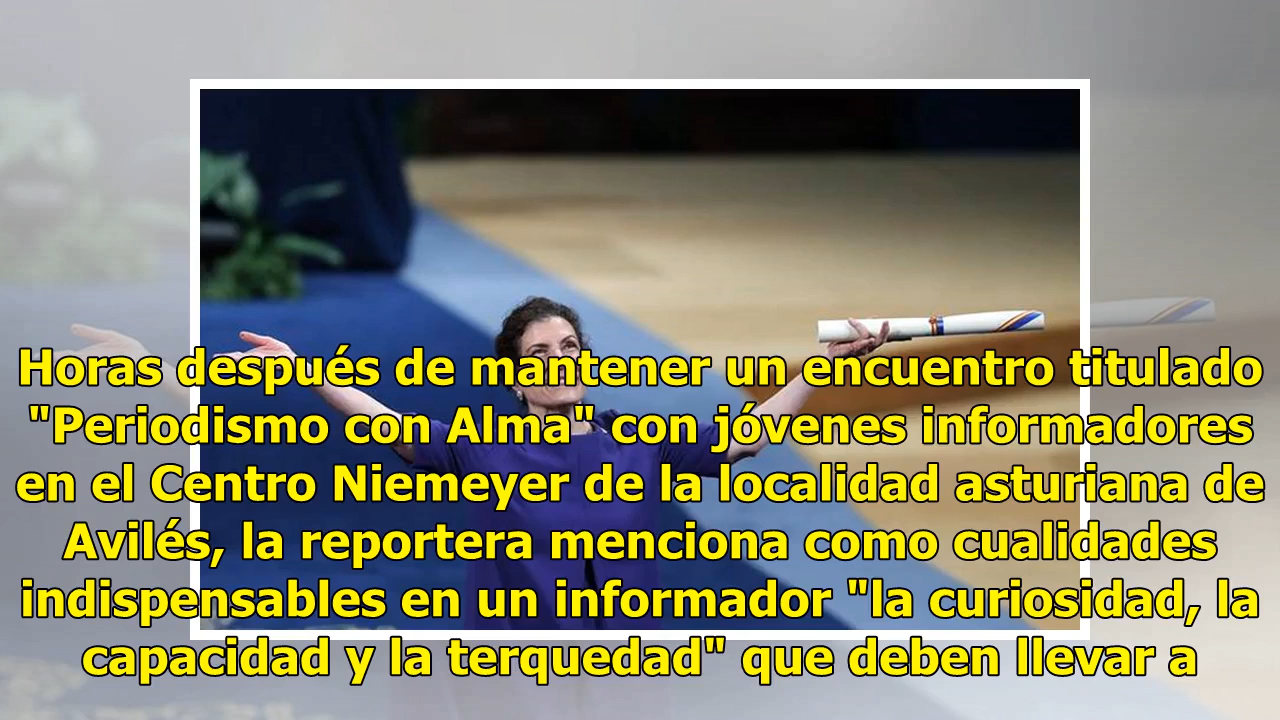 Horas después de mantener un encuentro titulado
"Periodismo con Alma" con jóvenes informadores
en el Centro Niemeyer de la localidad asturiana de
Avilés, la reportera menciona como cualidades
indispensables en un informador "la curiosidad, la
capacidad y la terquedad" que deben llevar a